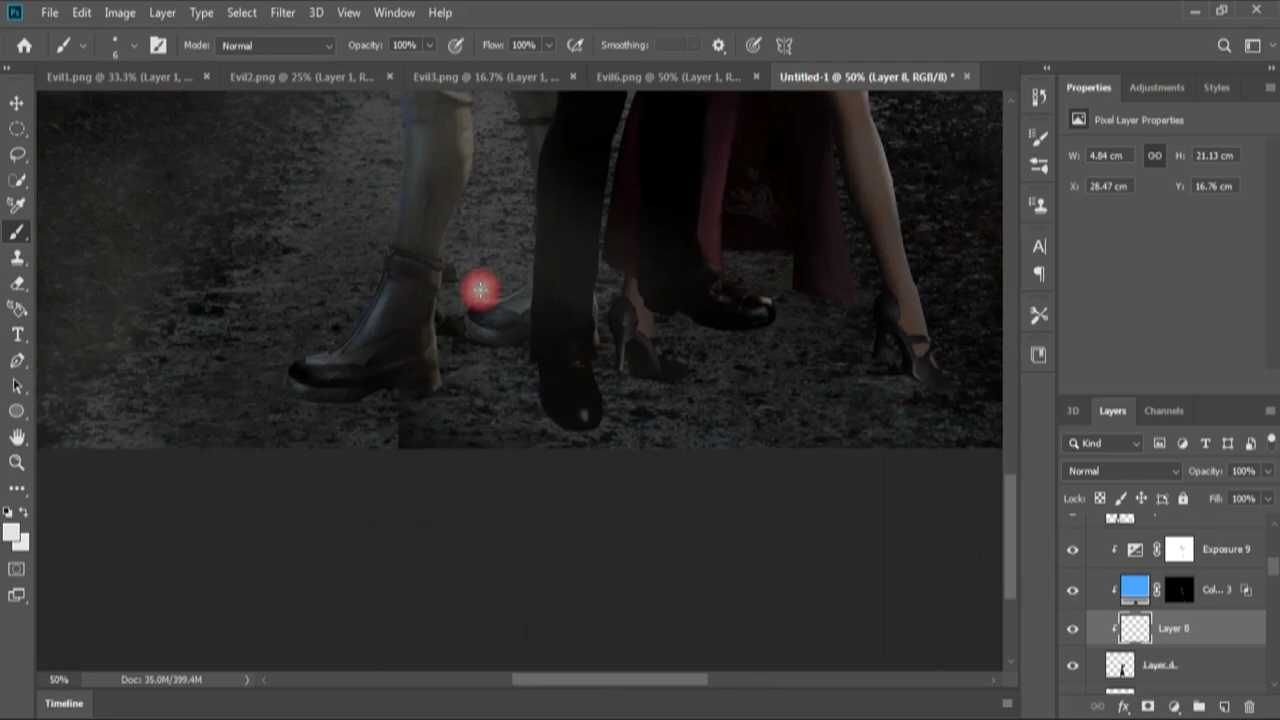 Ps File Edit Image Layer Type Select Filter 3D View Window Help
6 Mode: Normal Opacity: 100% Flow: 100% Smoothing:
Evil1.png @ 33.3% (Layer 1, ... Evil2.png @ 25% (Layer 1, R... Evil3.png @ 16.7% (Layer 1, ... Evil6.png @ 50% (Layer 1, R... Untitled-1 @ 50% (Layer 8, RGB/8) *
Properties Adjustments Styles
Pixel Layer Properties
W: 4.84 cm H: 21.13 cm
X: 28.47 cm Y: 16.76 cm
3D Layers Channels
Kind
Normal Opacity: 100%
Lock: Fill: 100%
Exposure 9
Col... 3
Layer 8
Layer 4
50% Doc: 35.0M/399.4M
Timeline